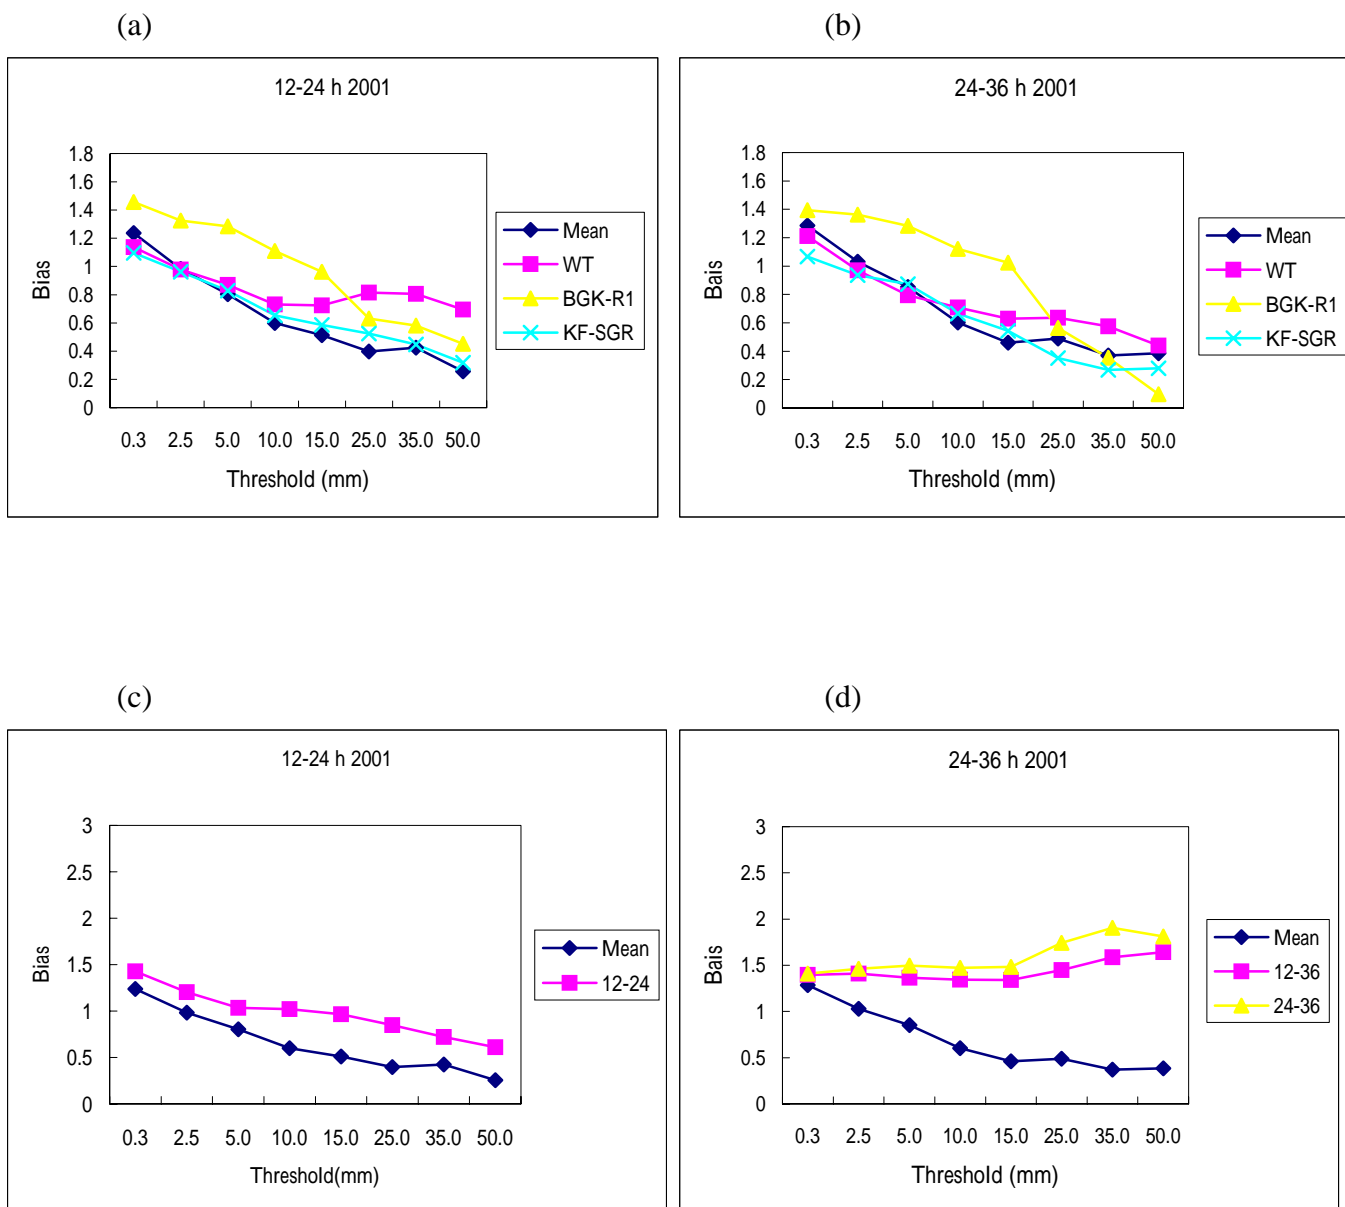 (a)
12-24 h 2001
Bias
1.8
1.6
1.4
1.2
1
0.8
0.6
0.4
0.2
0
0.3 2.5 5.0 10.0 15.0 25.0 35.0 50.0
Threshold (mm)
Mean
WT
BGK-R1
KF-SGR
(b)
24-36 h 2001
Bais
1.8
1.6
1.4
1.2
1
0.8
0.6
0.4
0.2
0
0.3 2.5 5.0 10.0 15.0 25.0 35.0 50.0
Threshold (mm)
Mean
WT
BGK-R1
KF-SGR
(c)
12-24 h 2001
Bias
3
2.5
2
1.5
1
0.5
0
0.3 2.5 5.0 10.0 15.0 25.0 35.0 50.0
Threshold(mm)
Mean
12-24
(d)
24-36 h 2001
Bais
3
2.5
2
1.5
1
0.5
0
0.3 2.5 5.0 10.0 15.0 25.0 35.0 50.0
Threshold (mm)
Mean
12-36
24-36